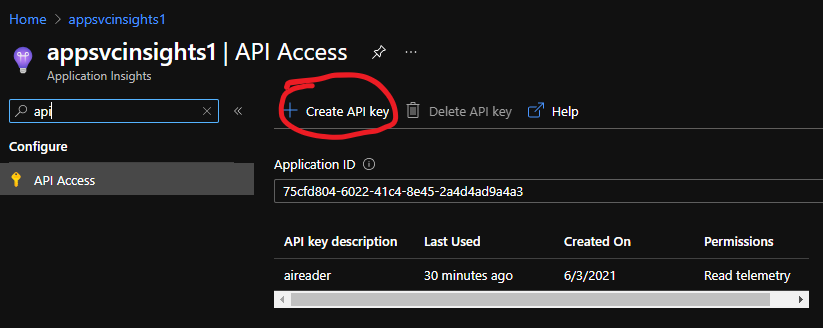 Home > appsvcinsights1
appsvcinsights1 | API Access
Application Insights
api
Configure
API Access
Create API key
Delete API key
Help
Application ID
75cfd804-6022-41c4-8e45-2a4d4ad9a4a3
API key description Last Used Created On Permissions
aireader 30 minutes ago 6/3/2021 Read telemetry